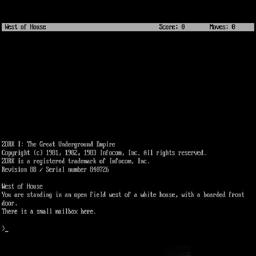 West of House Score: 0 Moves: 0
ZORK I: The Great Underground Empire
Copyright (c) 1981, 1982, 1983 Infocom, Inc. All rights reserved.
ZORK is a registered trademark of Infocom, Inc.
Revision 88 / Serial number 840726
West of House
You are standing in an open field west of a white house, with a boarded front
door.
There is a small mailbox here.
>_